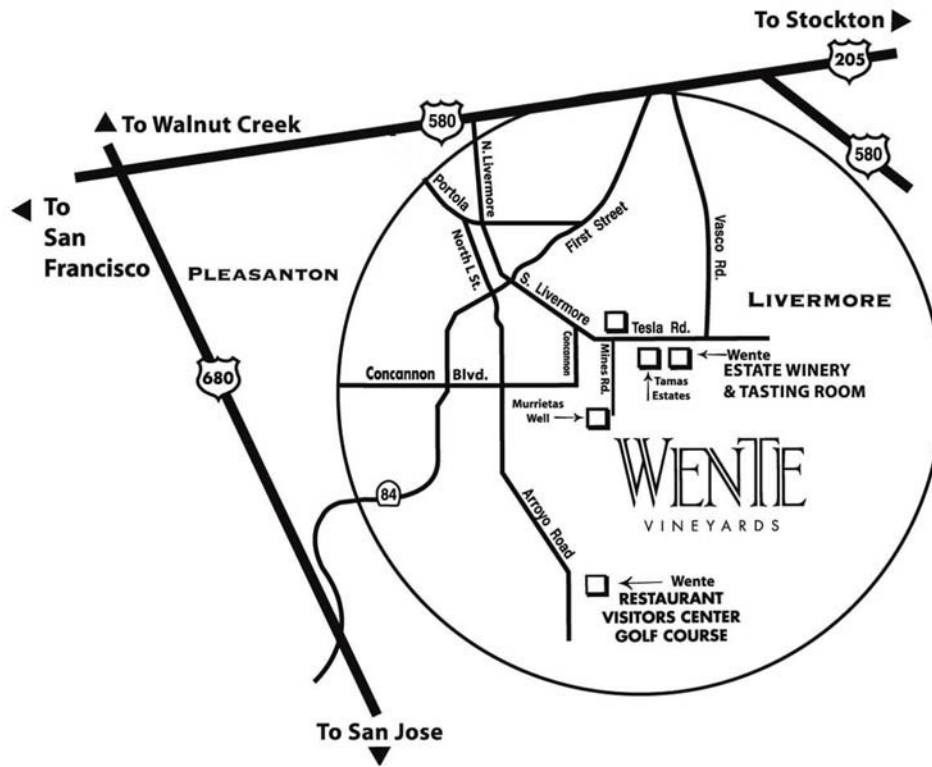 To Stockton
205
580
To Walnut Creek
580
To
San
Francisco
PLEASANTON
Portola
N. Livermore
North L St.
First Street
Vasco Rd.
S. Livermore
LIVERMORE
Tesla Rd.
Concannon
Mines Rd.
Wente
ESTATE WINERY
& TASTING ROOM
Tamas
Estates
Concannon Blvd.
680
Murrietas
Well
WENTE
VINEYARDS
84
Arroyo Road
Wente
RESTAURANT
VISITORS CENTER
GOLF COURSE
To San Jose